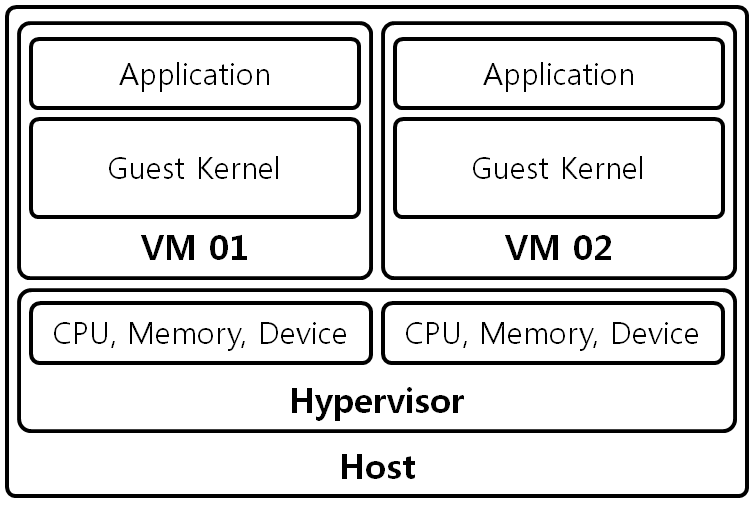 Application
Application
Guest Kernel
Guest Kernel
VM 01
VM 02
CPU, Memory, Device
CPU, Memory, Device
Hypervisor
Host